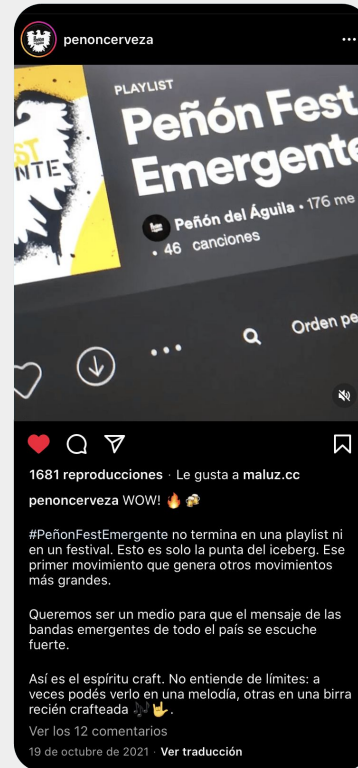 penoncerveza
ST
NTE
PLAYLIST
Peñón Fest
Emergente
Peñón del Águila • 176 me
• 46 canciones
Orden pe
1681 reproducciones · Le gusta a maluz.cc
penoncerveza WOW! 🔥 🍻
#PeñonFestEmergente no termina en una playlist ni
en un festival. Esto es solo la punta del iceberg. Ese
primer movimiento que genera otros movimientos
más grandes.
Queremos ser un medio para que el mensaje de las
bandas emergentes de todo el país se escuche
fuerte.
Así es el espíritu craft. No entiende de límites: a
veces podés verlo en una melodía, otras en una birra
recién crafteada 🎶🤘.
Ver los 12 comentarios
19 de octubre de 2021 · Ver traducción